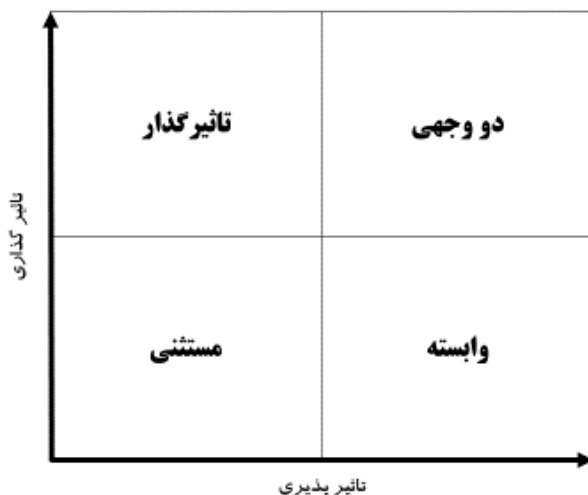 دو وجهی
تاثیرگذار
تاثیر گذاری
وابسته
مستثنی
تاثیر پذیری